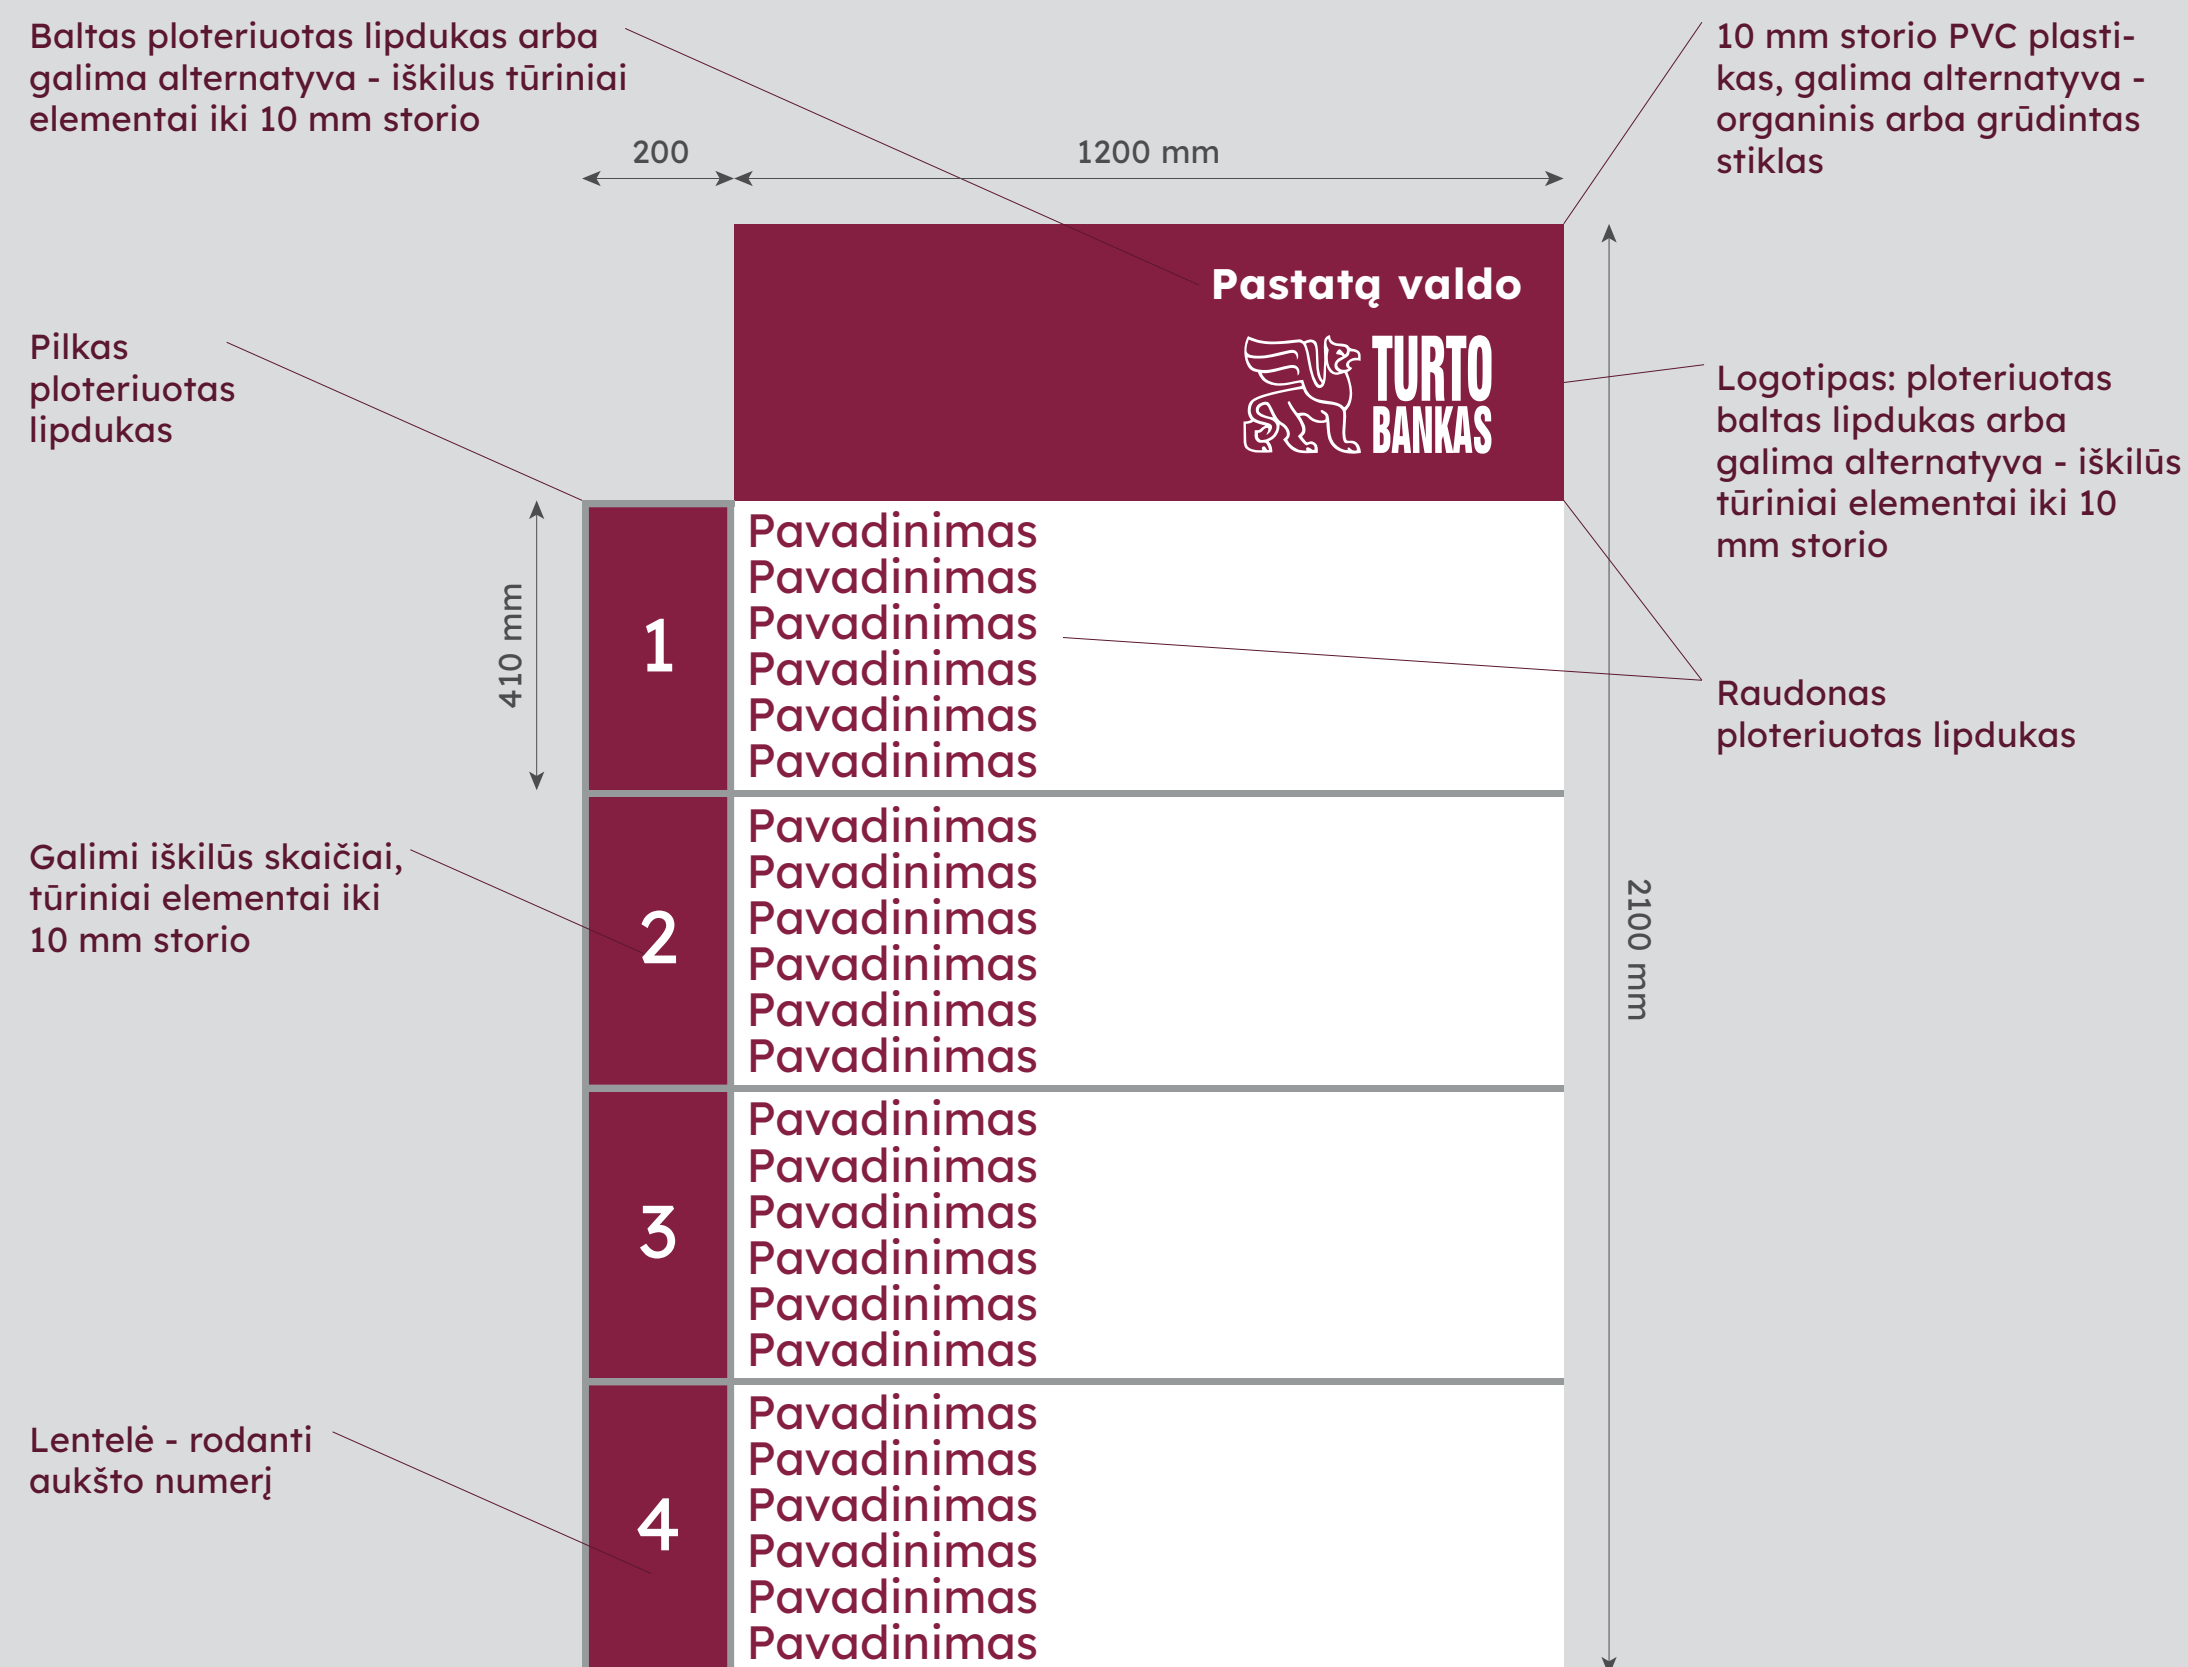 Baltas ploteriuotas lipdukas arba
galima alternatyva - iškilus tūriniai
elementai iki 10 mm storio
10 mm storio PVC plasti-
kas, galima alternatyva -
organinis arba grūdintas
stiklas
200
1200 mm
Pastatą valdo
TURTO
BANKAS
Pilkas
ploteriuotas
lipdukas
Logotipas: ploteriuotas
baltas lipdukas arba
galima alternatyva - iškilūs
tūriniai elementai iki 10
mm storio
410 mm
1
Pavadinimas
Pavadinimas
Pavadinimas
Pavadinimas
Pavadinimas
Pavadinimas
Raudonas
ploteriuotas lipdukas
Galimi iškilūs skaičiai,
tūriniai elementai iki
10 mm storio
2
Pavadinimas
Pavadinimas
Pavadinimas
Pavadinimas
Pavadinimas
Pavadinimas
2100 mm
3
Pavadinimas
Pavadinimas
Pavadinimas
Pavadinimas
Pavadinimas
Pavadinimas
Lentelė - rodanti
aukšto numerį
4
Pavadinimas
Pavadinimas
Pavadinimas
Pavadinimas
Pavadinimas
Pavadinimas